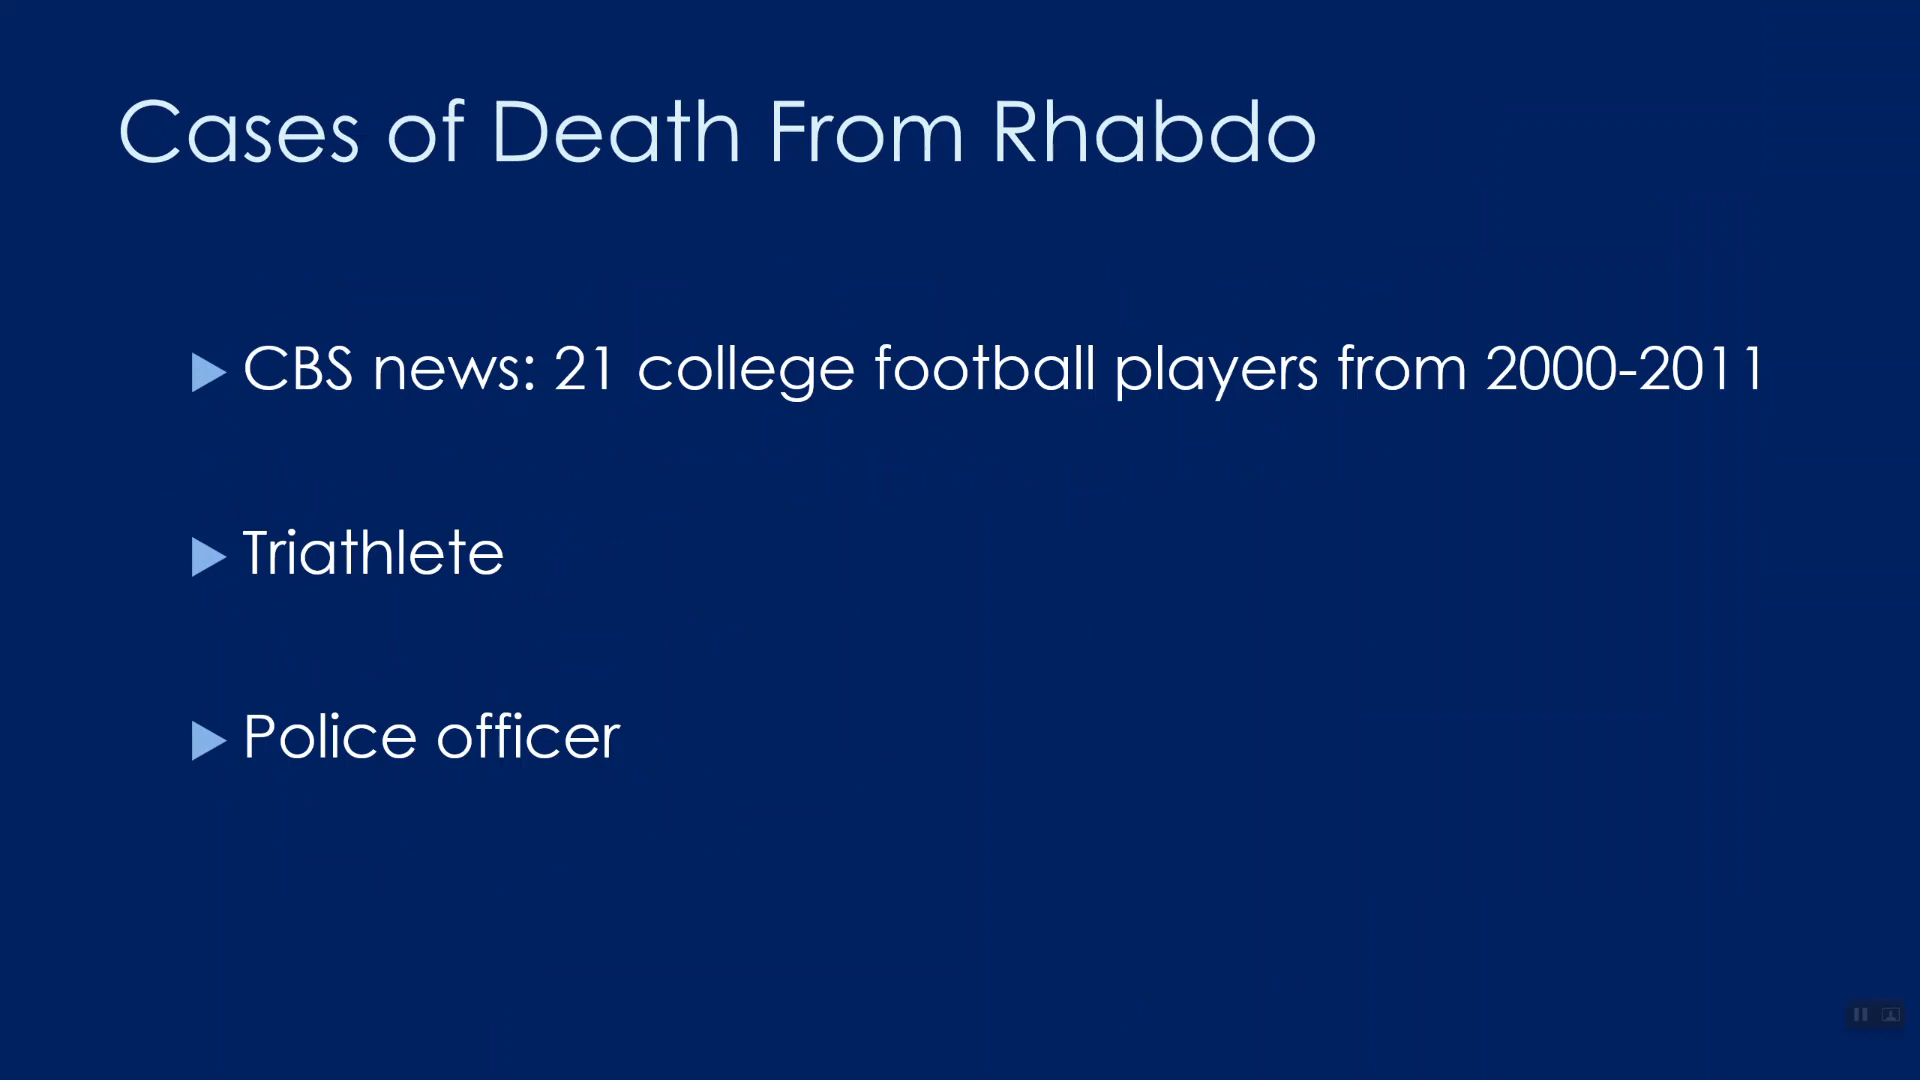 Cases of Death From Rhabdo
CBS news: 21 college football players from 2000-2011
Triathlete
Police officer